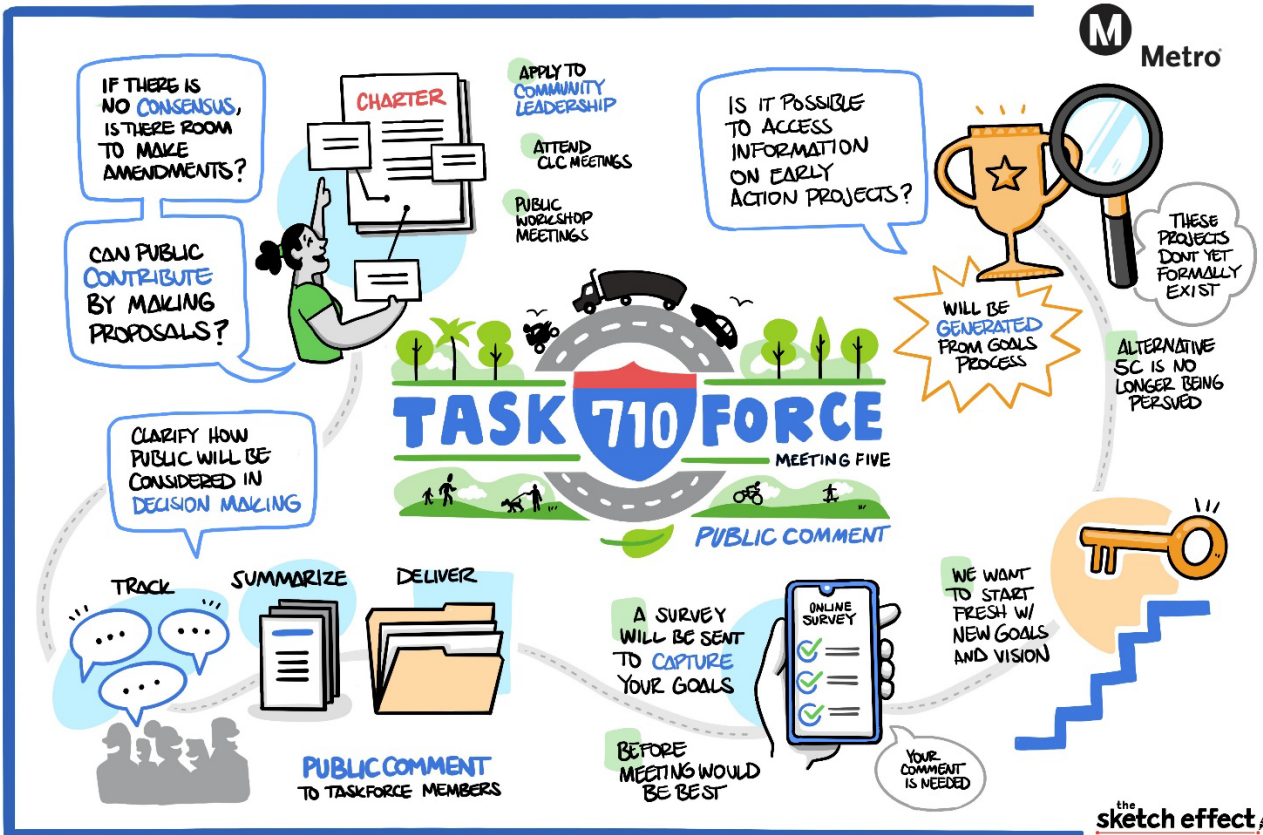 M
Metro
IF THERE IS
NO CONSENSUS,
IS THERE ROOM
TO MAKE
AMENDMENTS?
CAN PUBLIC
CONTRIBUTE
BY MAKING
PROPOSALS?
CHARTER
APPLY TO
COMMUNITY
LEADERSHIP
ATTEND
CLC MEETINGS
PUBLIC
WORKSHOP
MEETINGS
IS IT POSSIBLE
TO ACCESS
INFORMATION
ON EARLY
ACTION PROJECTS?
THESE
PROJECTS
DONT YET
FORMALLY
EXIST
WILL BE
GENERATED
FROM GOALS
PROCESS
ALTERNATIVE
5C IS NO
LONGER BEING
PERSUED
TASK 710 FORCE
MEETING FIVE
PUBLIC COMMENT
CLARIFY HOW
PUBLIC WILL BE
CONSIDERED IN
DECISION MAKING
TRACK
SUMMARIZE
DELIVER
PUBLIC COMMENT
TO TASKFORCE MEMBERS
A SURVEY
WILL BE SENT
TO CAPTURE
YOUR GOALS
BEFORE
MEETING WOULD
BE BEST
ONLINE
SURVEY
YOUR
COMMENT
IS NEEDED
WE WANT
TO START
FRESH W/
NEW GOALS
AND VISION
the
sketch effect